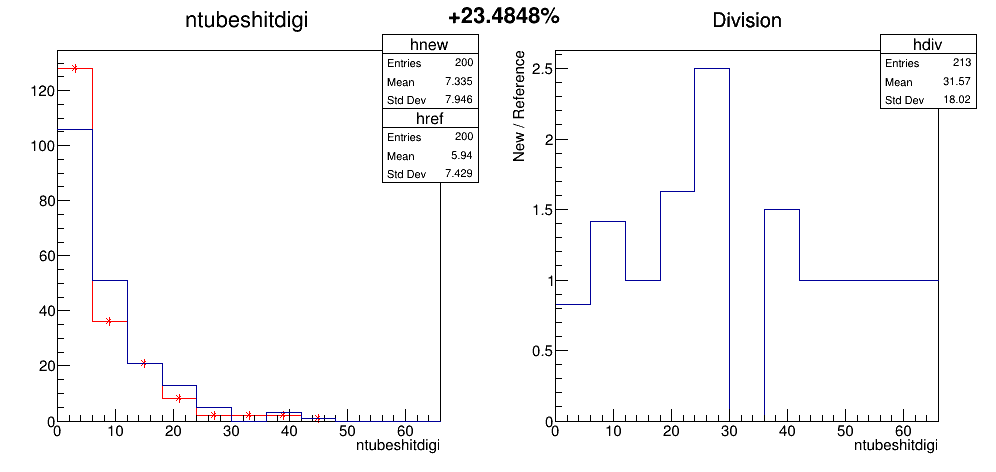 ntubeshitdigi
+23.4848%
Division
hnew
Entries 200
Mean 7.335
Std Dev 7.946
href
Entries 200
Mean 5.94
Std Dev 7.429
120
100
80
60
40
20
0
0 10 20 30 40 50 60
ntubeshitdigi
New / Reference
hdiv
Entries 213
Mean 31.57
Std Dev 18.02
2.5
2
1.5
1
0.5
0
0 10 20 30 40 50 60
ntubeshitdigi